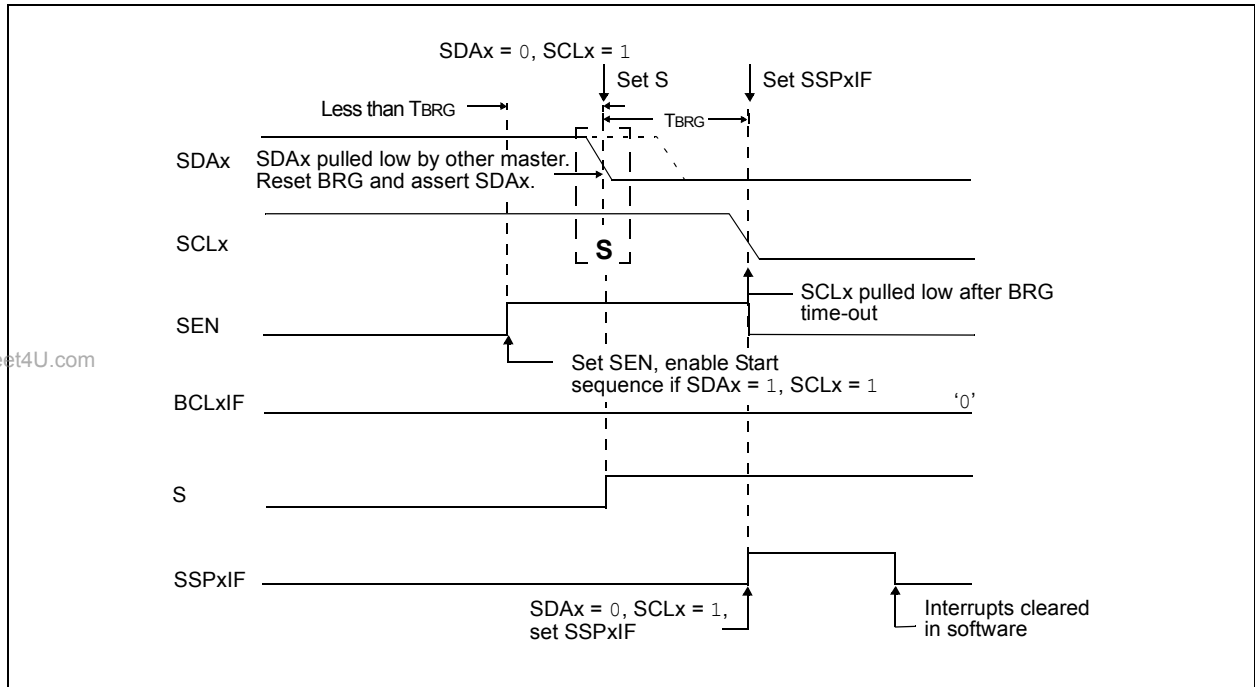 SDAx = 0, SCLx = 1
Set S
Set SSPxIF
Less than TBRG
TBRG
SDAx
SDAx pulled low by other master.
Reset BRG and assert SDAx.
SCLx
S
SCLx pulled low after BRG
time-out
SEN
Set SEN, enable Start
sequence if SDAx = 1, SCLx = 1
eet4U.com
BCLxIF
‘0’
S
SSPxIF
SDAx = 0, SCLx = 1,
set SSPxIF
Interrupts cleared
in software